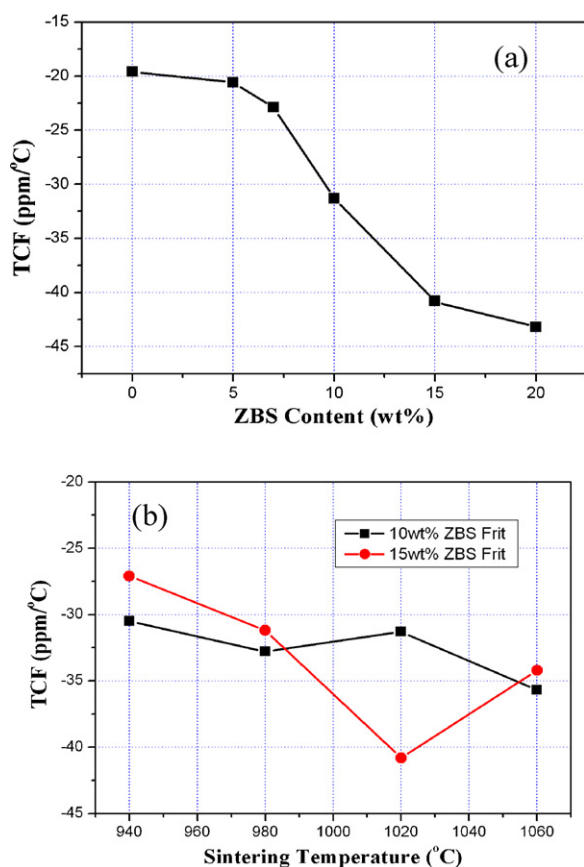 -15
(a)
-20
-25
-30
-35
-40
-45
TCF (ppm/°C)
0 5 10 15 20
ZBS Content (wt%)
-20
(b)
10wt% ZBS Frit
15wt% ZBS Frit
-25
-30
-35
-40
-45
TCF (ppm/°C)
940 960 980 1000 1020 1040 1060
Sintering Temperature (°C)